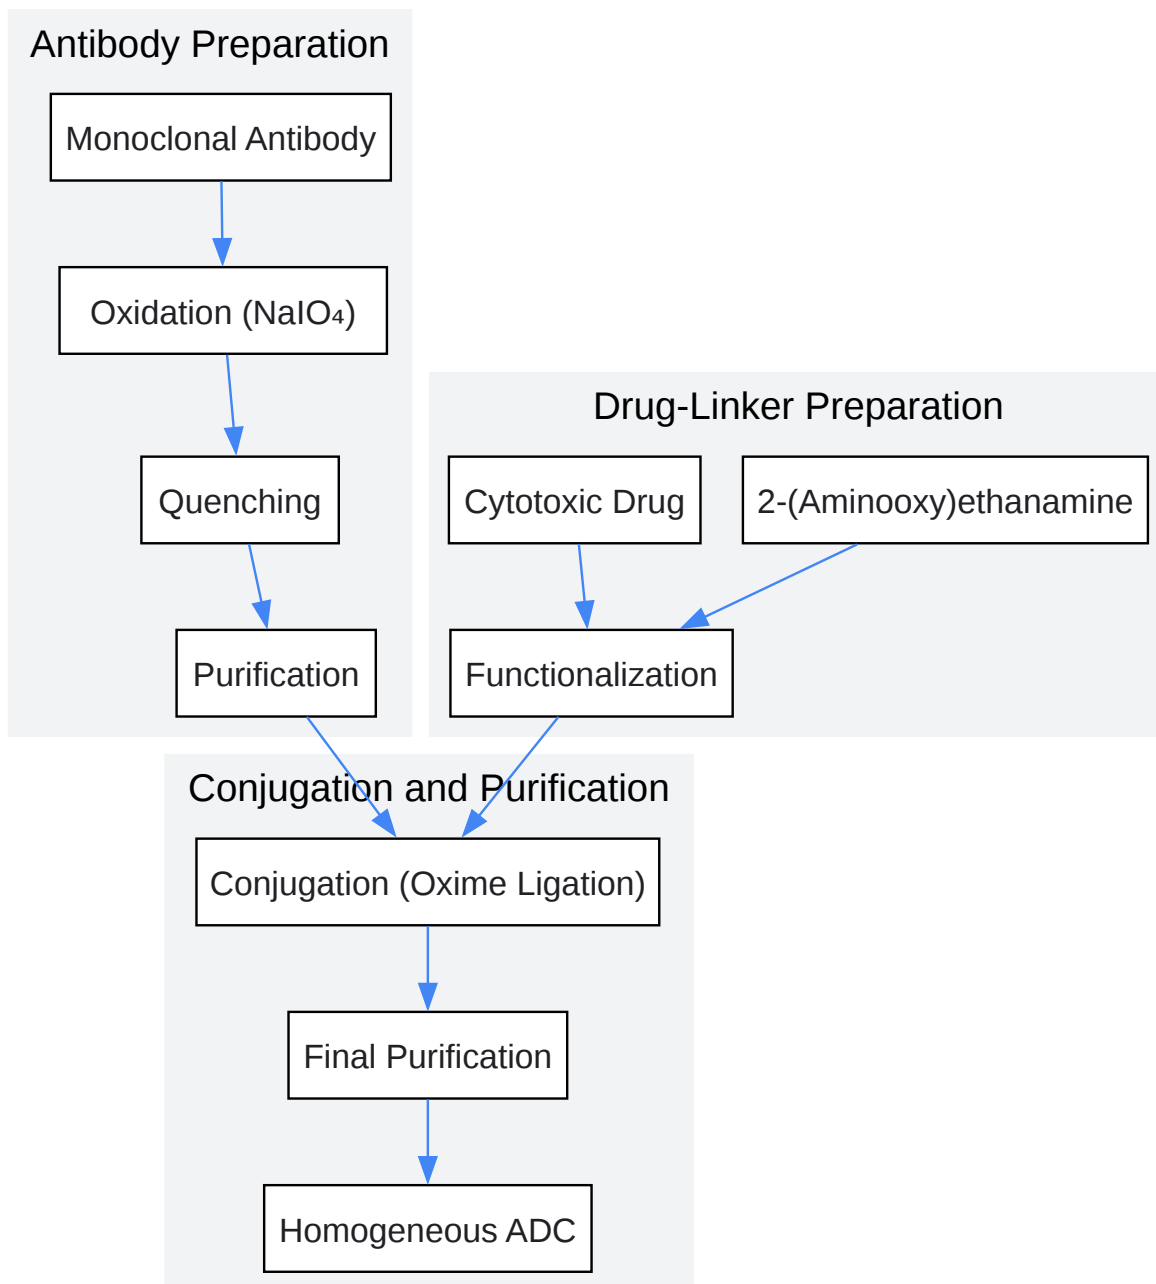 Antibody Preparation
Monoclonal Antibody
Oxidation (NaIO₄)
Quenching
Purification
Drug-Linker Preparation
Cytotoxic Drug
2-(Aminooxy)ethanamine
Functionalization
Conjugation and Purification
Conjugation (Oxime Ligation)
Final Purification
Homogeneous ADC